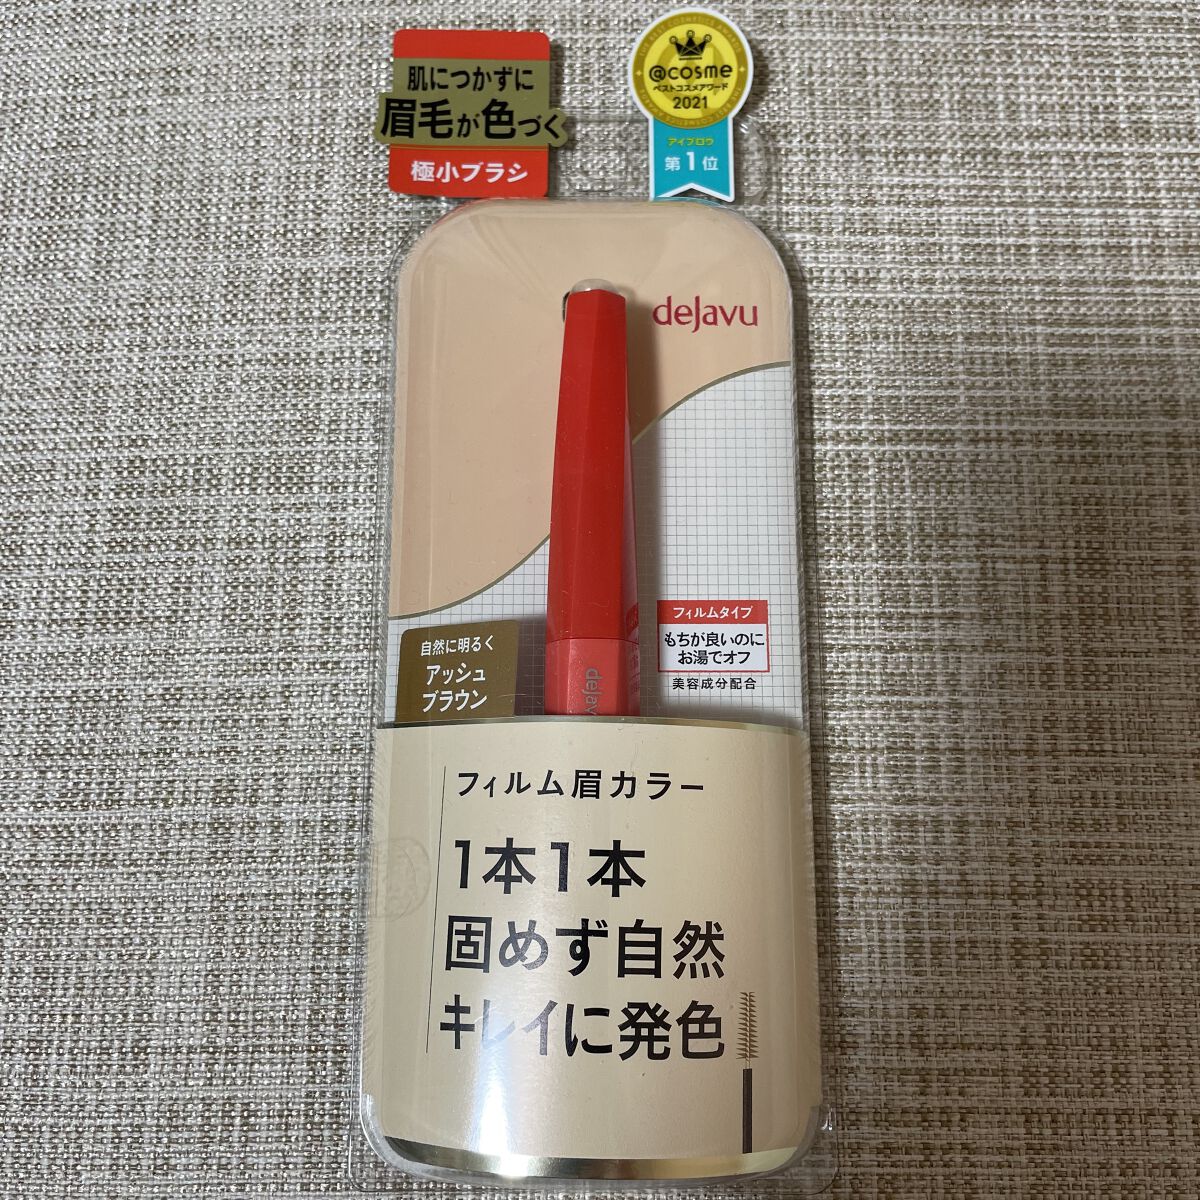 肌につかずに
眉毛が色づく
極小ブラシ
THE BEST COSMETICS AWARDS
@cosme
ベストコスメアワード
2021
アイブロウ
第1位
dejavu
フィルムタイプ
もちが良いのに
お湯でオフ
美容成分配合
自然に明るく
アッシュ
ブラウン
dejav
フィルム眉カラー
1本1本
固めず自然
キレイに発色